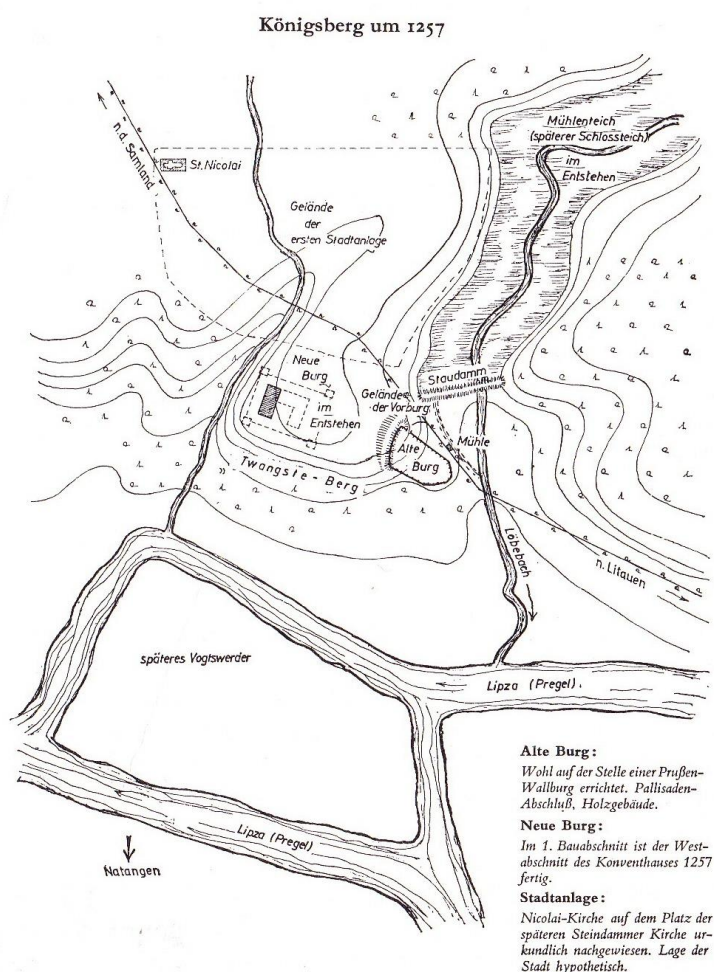 Königsberg um 1257
n.d. Samland
St. Nicolai
Gelände
der
ersten Stadtanlage
Mühlenteich
(späterer Schlossteich)
im
Entstehen
Neue
Burg
im
Entstehen
Gelände
der Vorburg
Staudamm
Mühle
Alte
Burg
Twangste-Berg
Löbebach
n. Litauen
späteres Vogtswerder
Lipza (Pregel).
Lipza (Pregel)
Natangen
Alte Burg:
Wohl auf der Stelle einer Prußen-
Wallburg errichtet. Pallisaden-
Abschluß, Holzgebäude.
Neue Burg:
Im 1. Bauabschnitt ist der West-
abschnitt des Konventhauses 1257
fertig.
Stadtanlage:
Nicolai-Kirche auf dem Platz der
späteren Steindammer Kirche ur-
kundlich nachgewiesen. Lage der
Stadt hypothetisch.